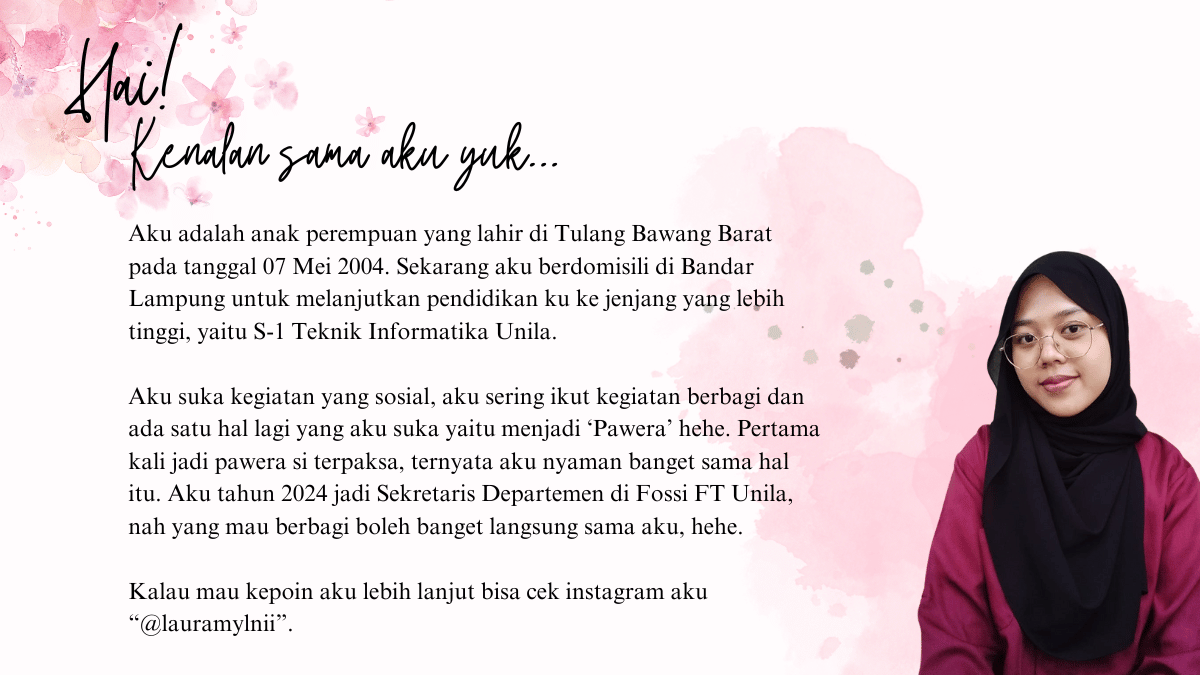 Hai!
Kenalan sama aku yuk...
Aku adalah anak perempuan yang lahir di Tulang Bawang Barat
pada tanggal 07 Mei 2004. Sekarang aku berdomisili di Bandar
Lampung untuk melanjutkan pendidikan ku ke jenjang yang lebih
tinggi, yaitu S-1 Teknik Informatika Unila.
Aku suka kegiatan yang sosial, aku sering ikut kegiatan berbagi dan
ada satu hal lagi yang aku suka yaitu menjadi ‘Pawera’ hehe. Pertama
kali jadi pawera si terpaksa, ternyata aku nyaman banget sama hal
itu. Aku tahun 2024 jadi Sekretaris Departemen di Fossi FT Unila,
nah yang mau berbagi boleh banget langsung sama aku, hehe.
Kalau mau kepoin aku lebih lanjut bisa cek instagram aku
“@lauramylnii”.